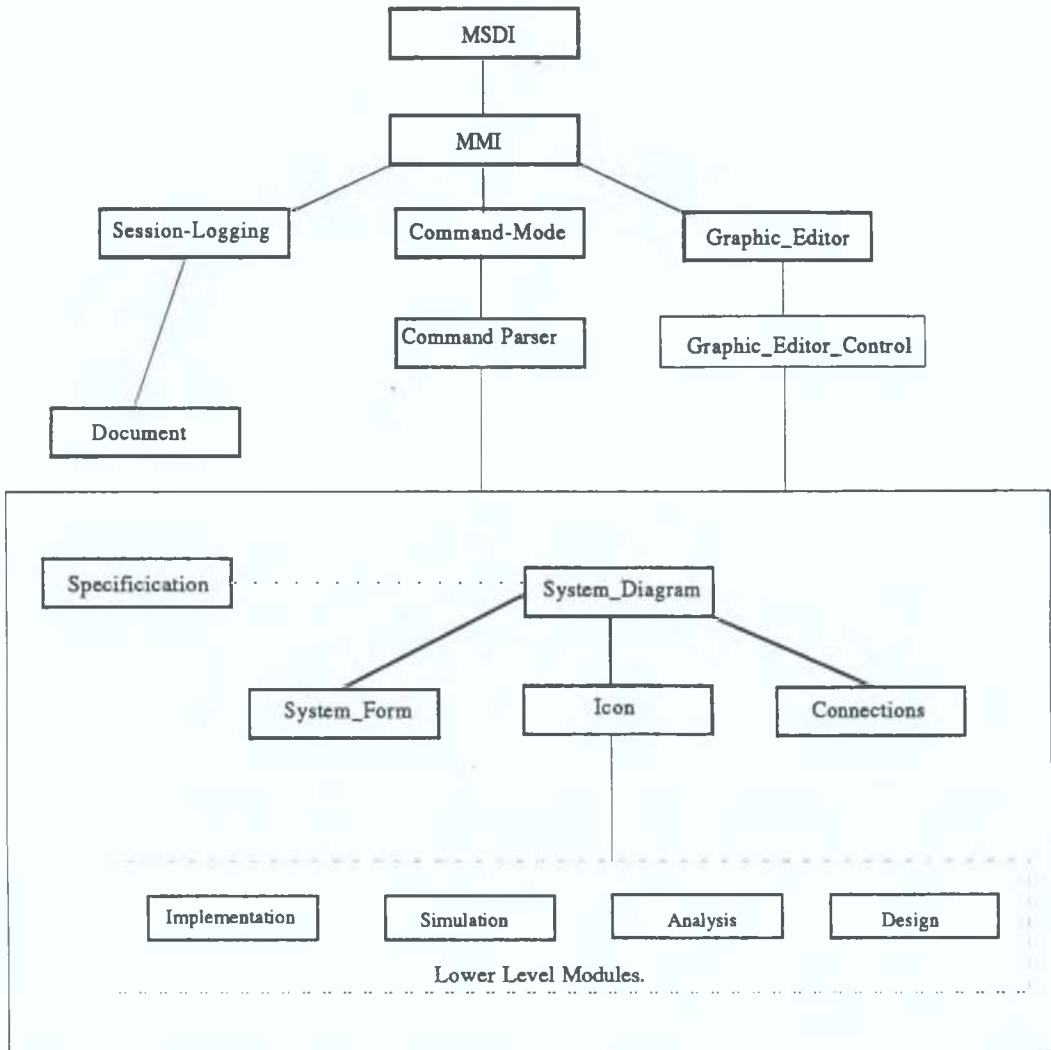 MSDI
MMI
Session-Logging
Command-Mode
Graphic_Editor
Command Parser
Graphic_Editor_Control
Document
Specificication
System_Diagram
System_Form
Icon
Connections
Implementation
Simulation
Analysis
Design
Lower Level Modules.